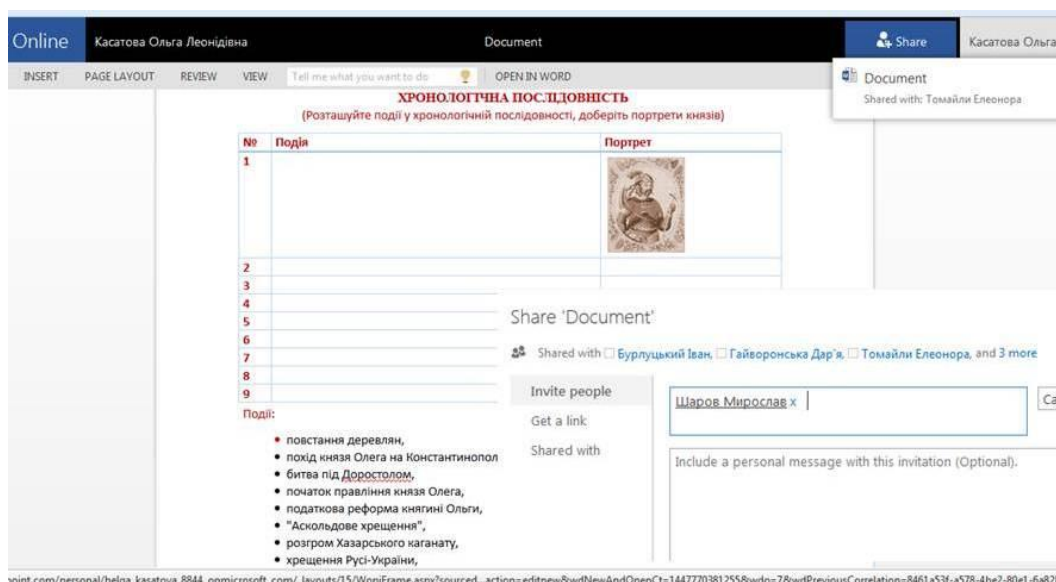 Online Касатова Ольга Леонідівна Document Share Касатова Ольга
INSERT PAGE LAYOUT REVIEW VIEW Tell me what you want to do OPEN IN WORD
Document
Shared with: Томайли Елеонора
ХРОНОЛОГІЧНА ПОСЛІДОВНІСТЬ
(Розташуйте події у хронологічній послідовності, доберіть портрети князів)
№ Подія Портрет
1
2
3
4
5
6
7
8
9
Share 'Document'
Shared with Бурлуцький Іван, Гайворонська Дар'я, Томайли Елеонора, and 3 more
Invite people
Get a link
Shared with
Шаров Мирослав x
Ca
Include a personal message with this invitation (Optional).
Події:
повстання деревлян,
похід князя Олега на Константинопол
битва під Доростолом,
початок правління князя Олега,
податкова реформа княгині Ольги,
"Аскольдове хрещення",
розгром Хазарського каганату,
хрещення Русі-України,